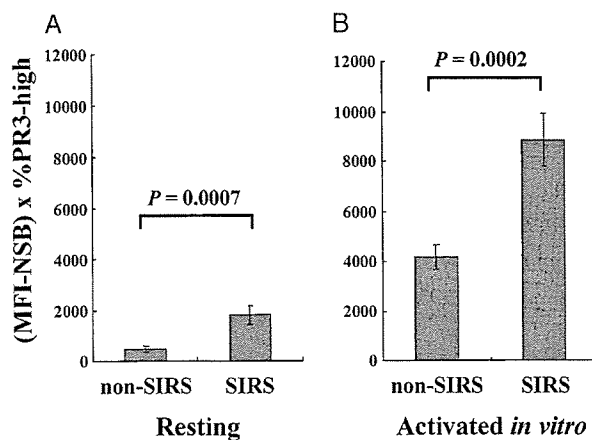 A
B
(MFI-NSB) x %PR3-high
12000
10000
8000
6000
4000
2000
0
P = 0.0007
non-SIRS SIRS
Resting
12000
10000
8000
6000
4000
2000
0
P = 0.0002
non-SIRS SIRS
Activated in vitro